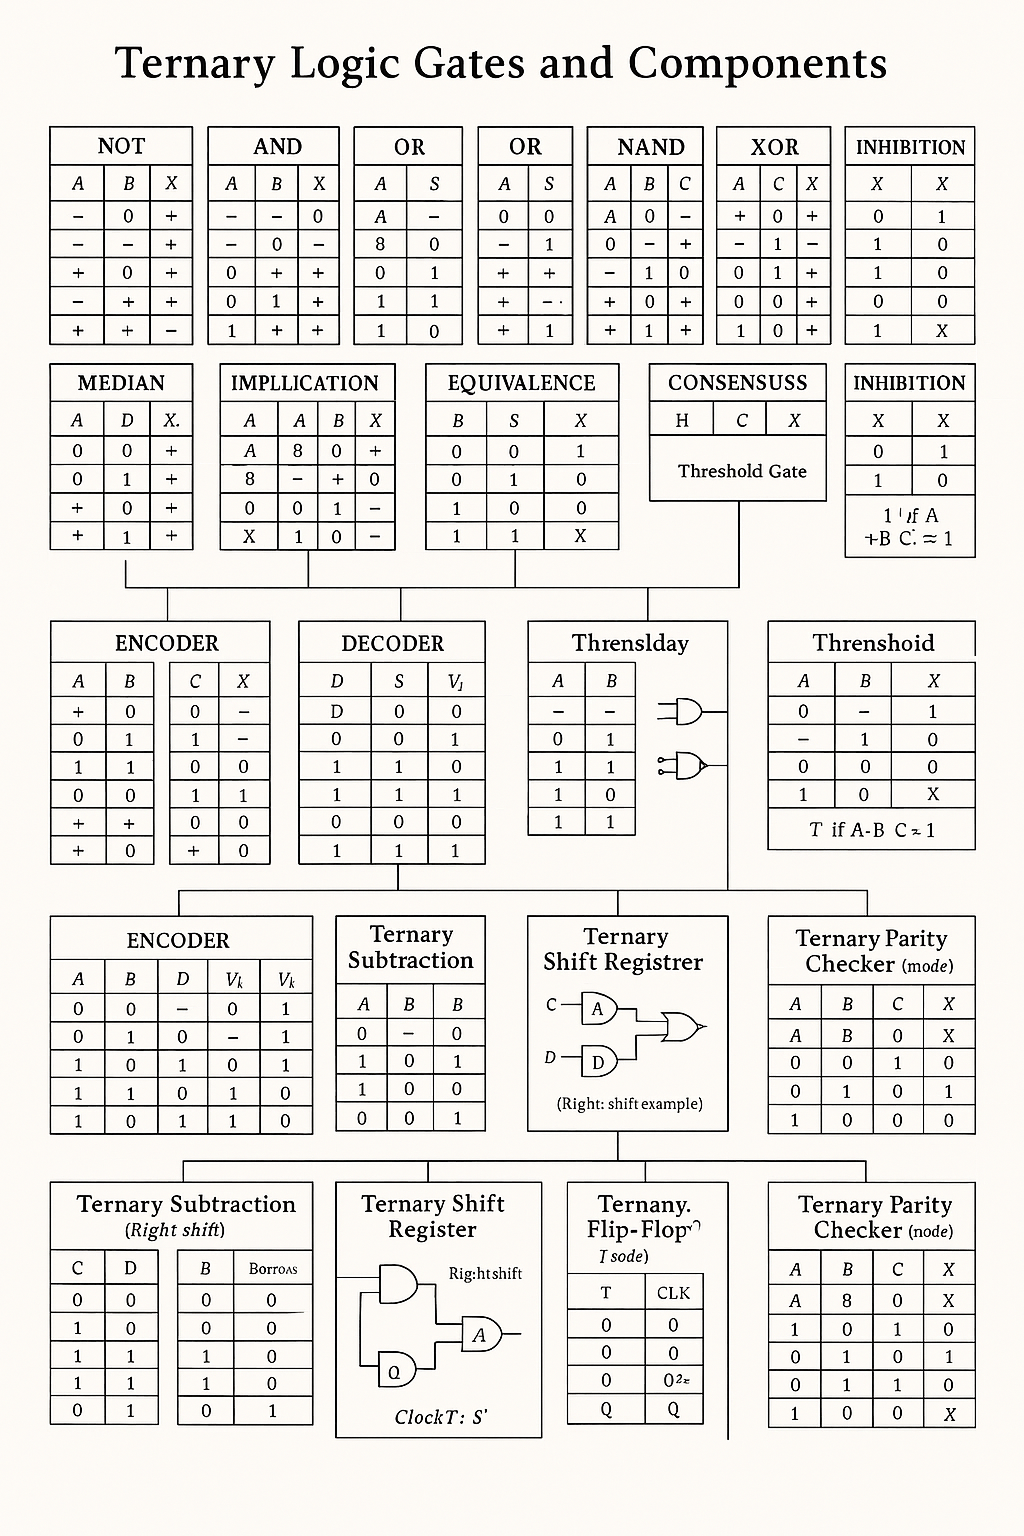 Ternary Logic Gates and Components
NOT
A B X
− 0 +
− − +
+ 0 +
− + +
+ + −
AND
A B X
− − 0
− 0 −
0 + +
0 1 +
1 + +
OR
A S
A −
8 0
0 1
1 1
1 0
OR
A S
0 0
− 1
+ +
+ − ·
+ 1
NAND
A B C
A 0 −
0 − +
− 1 0
+ 0 +
+ 1 +
XOR
A C X
+ 0 +
− 1 −
0 1 +
0 0 +
1 0 +
INHIBITION
X X
0 1
1 0
1 0
0 0
1 X
MEDIAN
A D X.
0 0 +
0 1 +
+ 0 +
+ 1 +
IMPLLICATION
A A B X
A 8 0 +
8 − + 0
0 0 1 −
X 1 0 −
EQUIVALENCE
B S X
0 0 1
0 1 0
1 0 0
1 1 X
CONSENSUSS
H C X
Threshold Gate
INHIBITION
X X
0 1
1 0
1 if A
+B C. ≈ 1
ENCODER
A B C X
+ 0 0 −
0 1 1 −
1 1 0 0
0 0 1 1
+ + 0 0
+ 0 + 0
DECODER
D S VJ
D 0 0
0 0 1
1 1 0
1 1 1
0 0 0
1 1 1
Threnslday
A B
− −
0 1
1 1
1 0
1 1
Threnshoid
A B X
0 − 1
− 1 0
0 0 0
1 0 X
T if A-B C ≈ 1
ENCODER
A B D Vk Vk
0 0 − 0 1
0 1 0 − 1
1 0 1 0 1
1 1 0 1 0
1 0 1 1 0
Ternary
Subtraction
A B B
0 − 0
1 0 1
1 0 0
0 0 1
Ternary
Shift Registrer
C A
D D
(Right: shift example)
Ternary Parity
Checker (mode)
A B C X
A B 0 X
0 0 1 0
0 1 0 1
1 0 0 0
Ternary Subtraction
(Right shift)
C D B Borroʌs
0 0 0 0
1 0 0 0
1 1 1 0
1 1 1 0
0 1 0 1
Ternary Shift
Register
Rig:htshift
A
Q
ClockT: S'
Ternany.
Flip-Flop
I sode)
T CLK
0 0
0 0
0 0²
Q Q
Ternary Parity
Checker (node)
A B C X
A 8 0 X
1 0 1 0
0 1 0 1
0 1 1 0
1 0 0 X